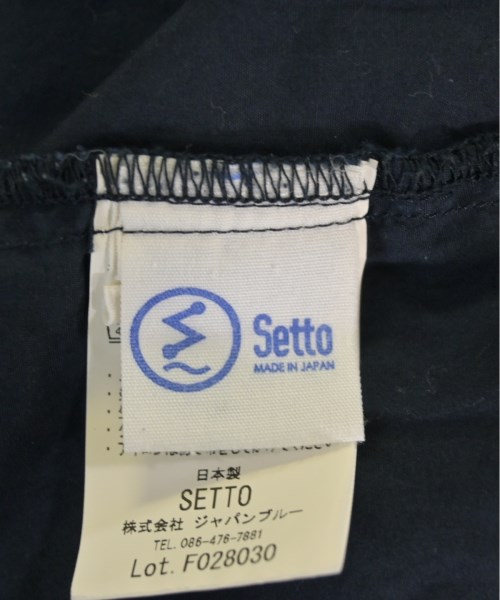 Setto
MADE IN JAPAN
日本製
SETTO
株式会社 ジャパンブルー
TEL. 086-476-7881
Lot. F028030